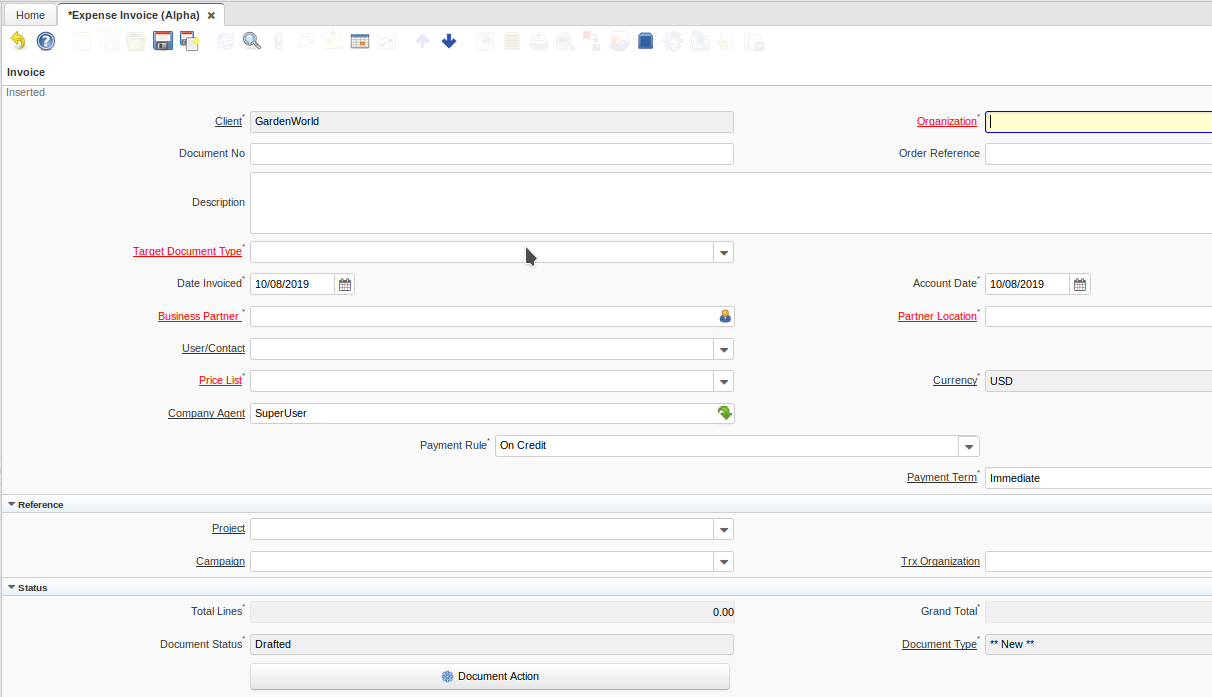 Home *Expense Invoice (Alpha) ×
Invoice
Inserted
Client* GardenWorld Organization*
Document No Order Reference
Description
Target Document Type*
Date Invoiced* 10/08/2019 Account Date* 10/08/2019
Business Partner * Partner Location*
User/Contact
Price List* Currency* USD
Company Agent SuperUser
Payment Rule* On Credit
Payment Term* Immediate
Reference
Project
Campaign Trx Organization
Status
Total Lines* 0.00 Grand Total*
Document Status* Drafted Document Type* ** New **
Document Action